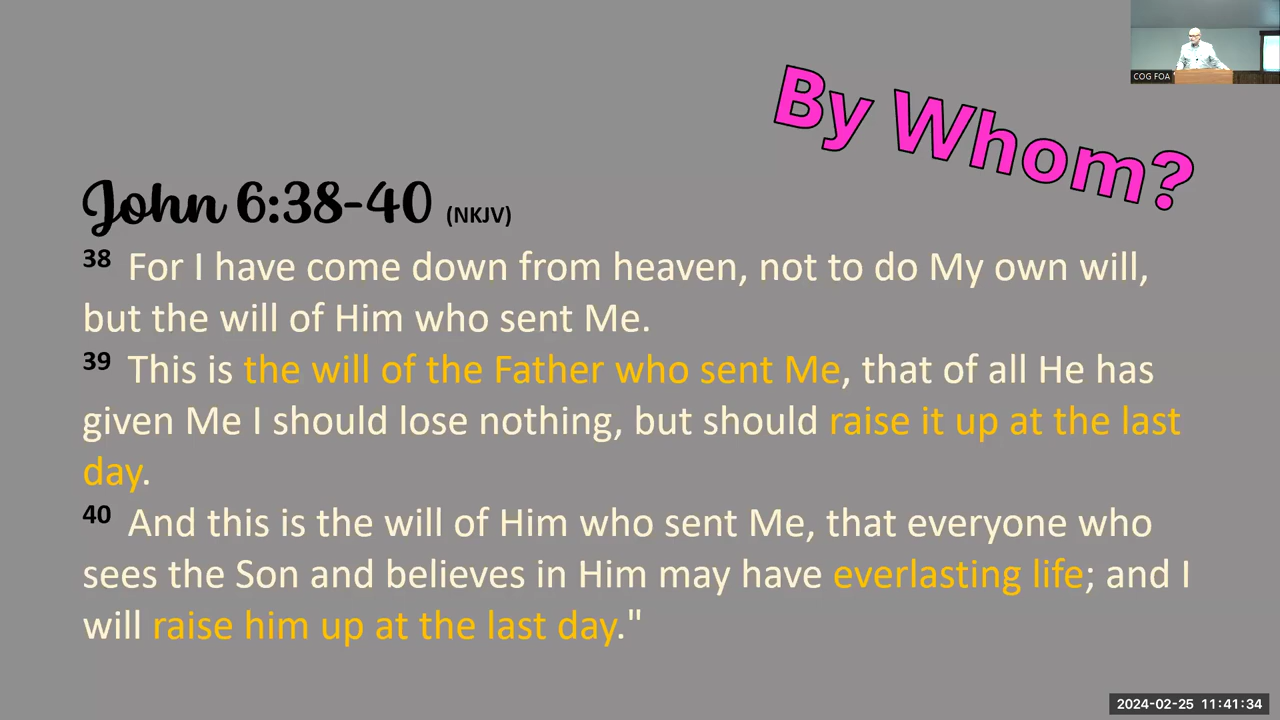 COG FOA
By Whom?
John 6:38-40 (NKJV)
38 For I have come down from heaven, not to do My own will,
but the will of Him who sent Me.
39 This is the will of the Father who sent Me, that of all He has
given Me I should lose nothing, but should raise it up at the last
day.
40 And this is the will of Him who sent Me, that everyone who
sees the Son and believes in Him may have everlasting life; and I
will raise him up at the last day."
2024-02-25 11:41:34